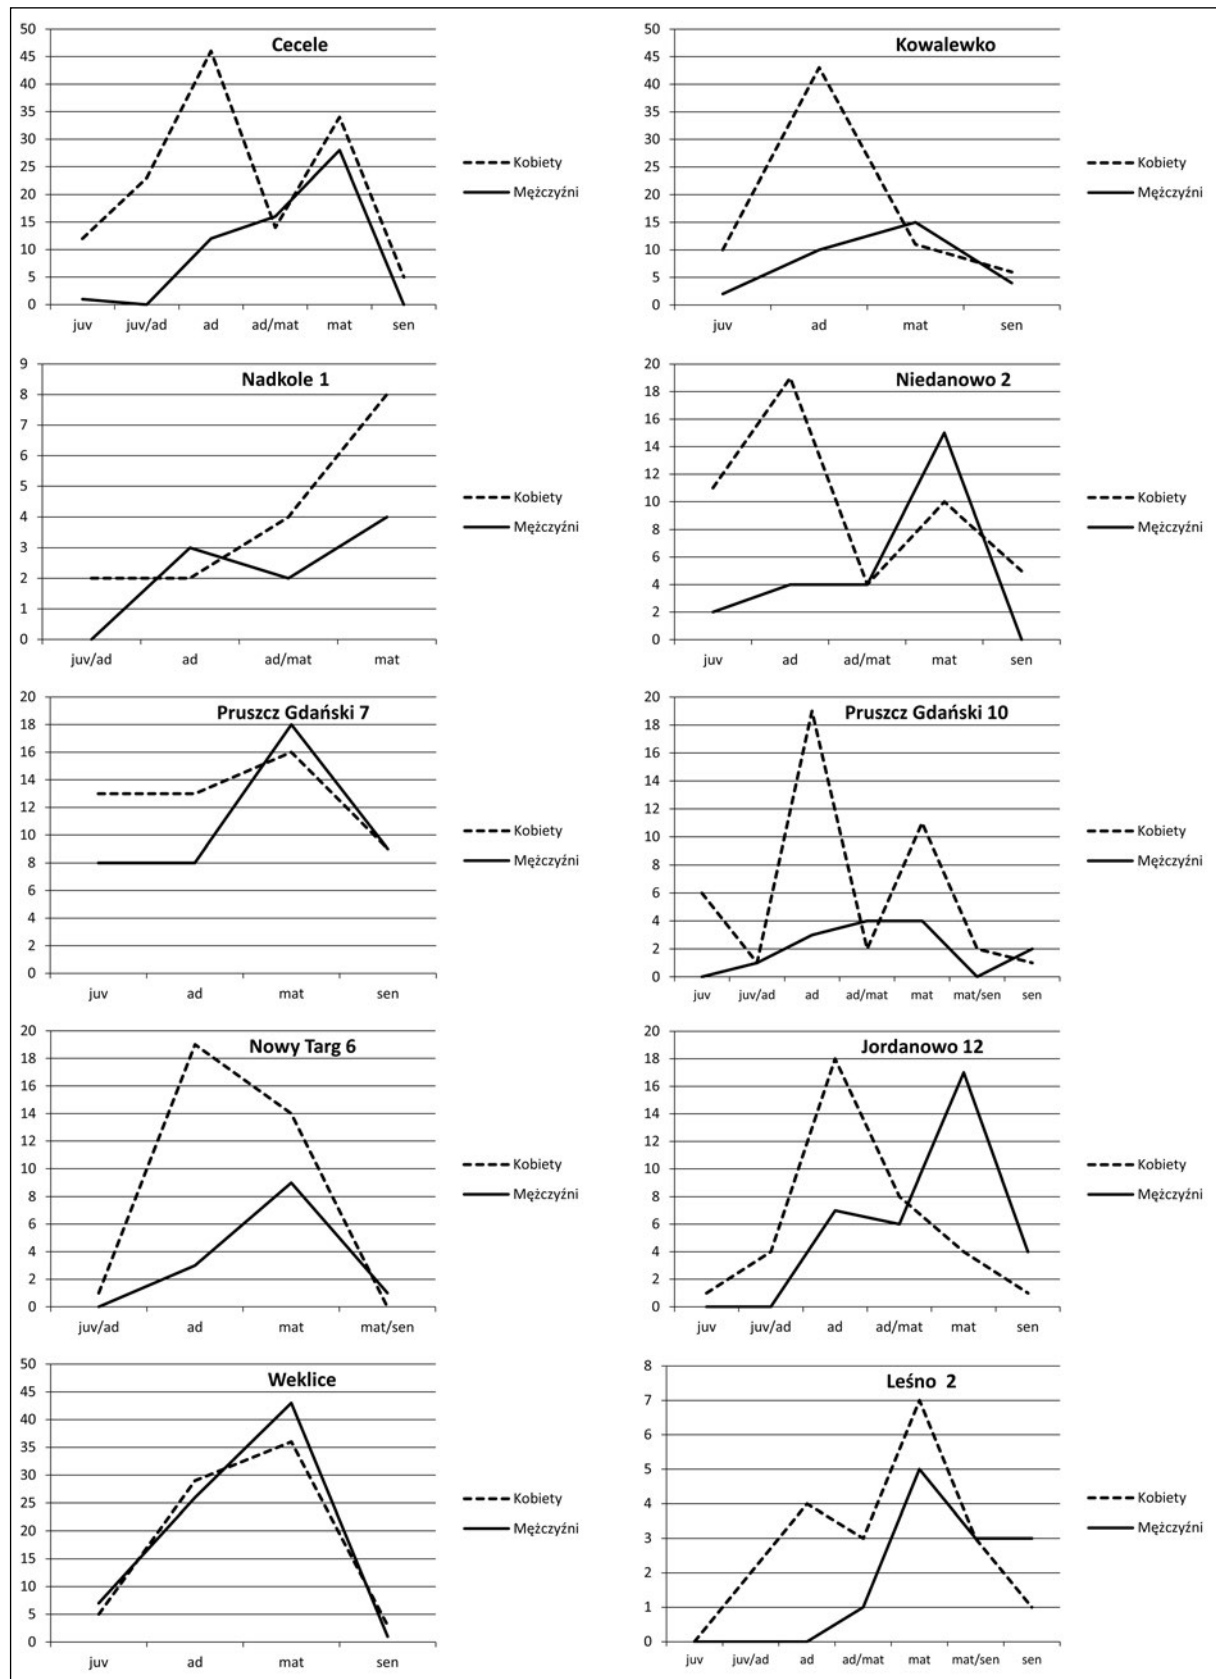 Cecele
50
45
40
35
30
25
20
15
10
5
0
juv juv/ad ad ad/mat mat sen
Kobiety
Mężczyźni
Kowalewko
50
45
40
35
30
25
20
15
10
5
0
juv ad mat sen
Kobiety
Mężczyźni
Nadkole 1
9
8
7
6
5
4
3
2
1
0
juv/ad ad ad/mat mat
Kobiety
Mężczyźni
Niedanowo 2
20
18
16
14
12
10
8
6
4
2
0
juv ad ad/mat mat sen
Kobiety
Mężczyźni
Pruszcz Gdański 7
20
18
16
14
12
10
8
6
4
2
0
juv ad mat sen
Kobiety
Mężczyźni
Pruszcz Gdański 10
20
18
16
14
12
10
8
6
4
2
0
juv juv/ad ad ad/mat mat mat/sen sen
Kobiety
Mężczyźni
Nowy Targ 6
20
18
16
14
12
10
8
6
4
2
0
juv/ad ad mat mat/sen
Kobiety
Mężczyźni
Jordanowo 12
20
18
16
14
12
10
8
6
4
2
0
juv juv/ad ad ad/mat mat sen
Kobiety
Mężczyźni
Weklice
50
45
40
35
30
25
20
15
10
5
0
juv ad mat sen
Kobiety
Mężczyźni
Leśno 2
8
7
6
5
4
3
2
1
0
juv juv/ad ad ad/mat mat mat/sen sen
Kobiety
Mężczyźni